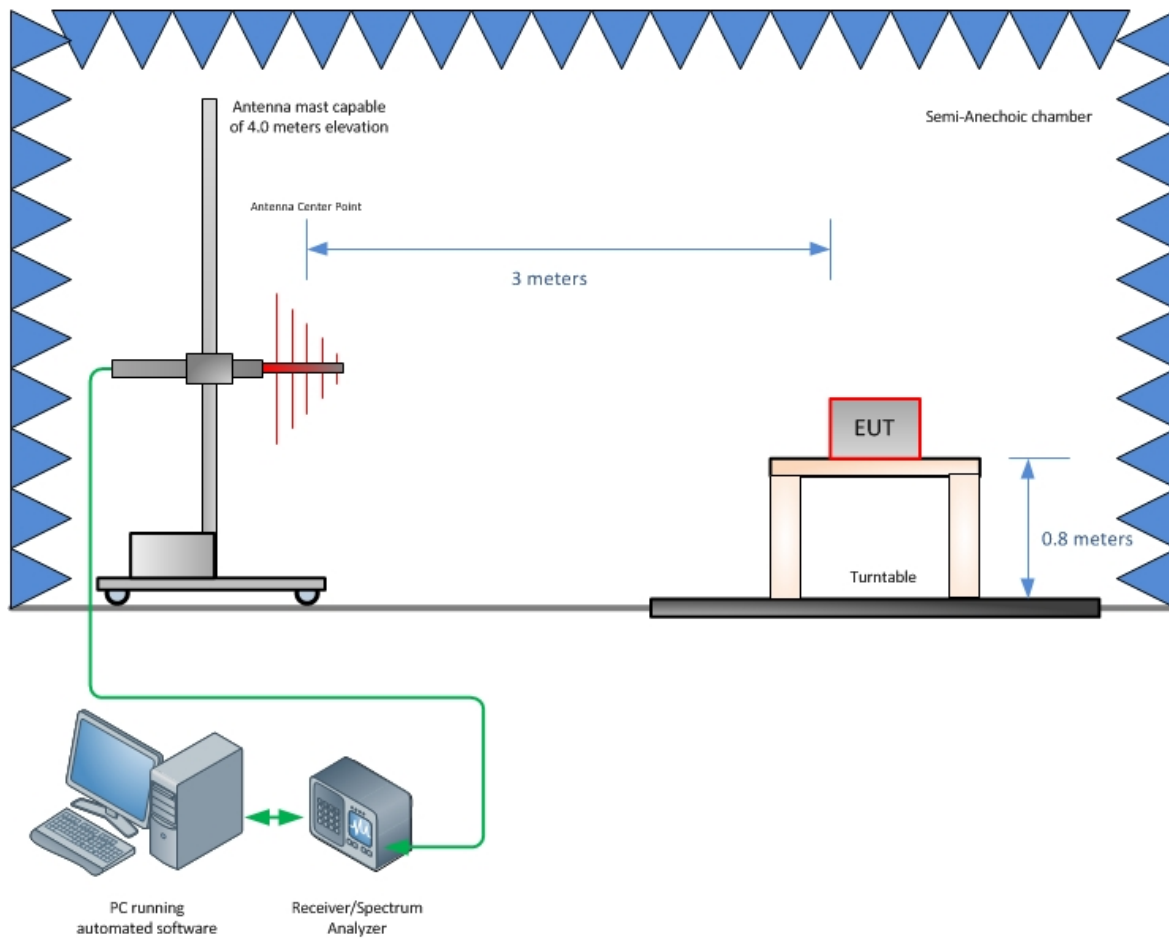 Antenna mast capable
of 4.0 meters elevation
Semi-Anechoic chamber
Antenna Center Point
3 meters
EUT
0.8 meters
Turntable
PC running
automated software
Receiver/Spectrum
Analyzer